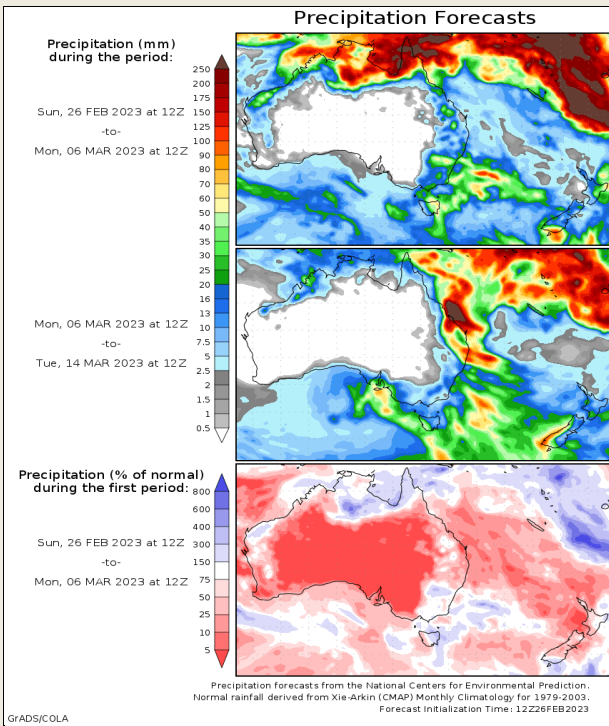 Precipitation Forecasts
Precipitation (mm)
during the period:
Sun, 26 FEB 2023 at 12Z
-to-
Mon, 06 MAR 2023 at 12Z
250
200
175
150
125
100
90
80
70
60
50
40
35
30
25
20
16
13
10
7.5
5
2.5
2
1.5
1
0.5
Mon, 06 MAR 2023 at 12Z
-to-
Tue, 14 MAR 2023 at 12Z
Precipitation (% of normal)
during the first period:
Sun, 26 FEB 2023 at 12Z
-to-
Mon, 06 MAR 2023 at 12Z
800
600
400
300
150
75
50
25
10
5
Precipitation forecasts from the National Centers for Environmental Prediction.
Normal rainfall derived from Xie-Arkin (CMAP) Monthly Climatology for 1979-2003.
Forecast Initialization Time: 12Z26FEB2023
GrADS/COLA